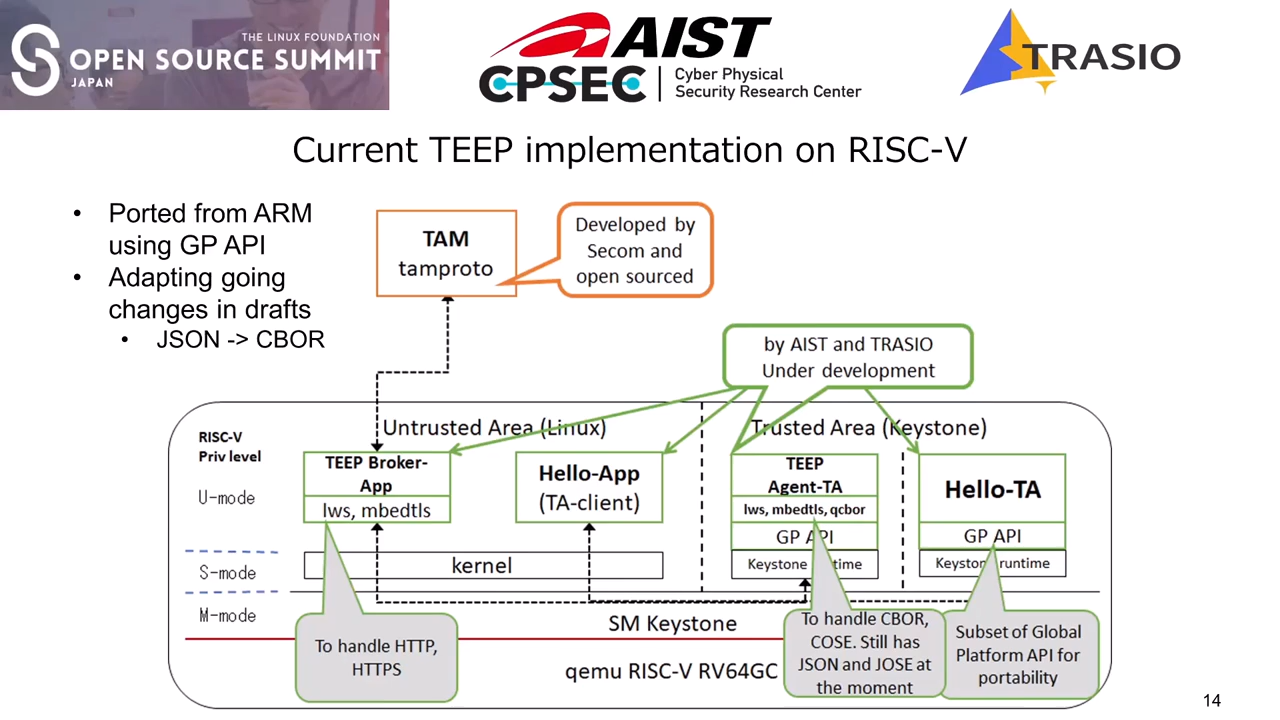 THE LINUX FOUNDATION
OPEN SOURCE SUMMIT
JAPAN
AIST
CPSEC
Cyber Physical
Security Research Center
TRASIO
Current TEEP implementation on RISC-V
• Ported from ARM
using GP API
• Adapting going
changes in drafts
• JSON -> CBOR
TAM
tamproto
Developed by
Secom and
open sourced
by AIST and TRASIO
Under development
Untrusted Area (Linux)
Trusted Area (Keystone)
RISC-V
Priv level
U-mode
S-mode
M-mode
TEEP Broker-
App
lws, mbedtls
Hello-App
(TA-client)
TEEP
Agent-TA
lws, mbedtls, qcbor
GP API
Keystone time
Hello-TA
GP API
Keystone runtime
kernel
SM Keystone
qemu RISC-V RV64GC
To handle HTTP,
HTTPS
To handle CBOR,
COSE. Still has
JSON and JOSE at
the moment
Subset of Global
Platform API for
portability
14